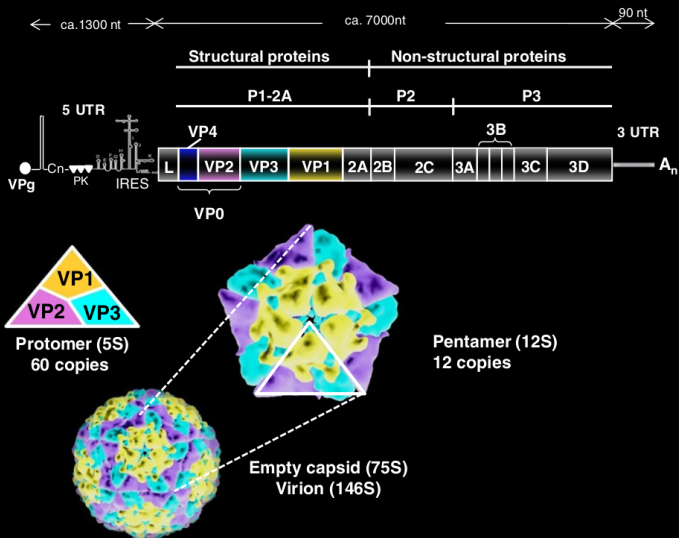 ca.1300 nt
ca. 7000nt
90 nt
Structural proteins
Non-structural proteins
P1-2A
P2
P3
5 UTR
VP4
3B
3 UTR
VPg
Cn
PK
IRES
L
VP2
VP3
VP1
2A
2B
2C
3A
3C
3D
An
VP0
VP1
VP2
VP3
Protomer (5S)
60 copies
Pentamer (12S)
12 copies
Empty capsid (75S)
Virion (146S)